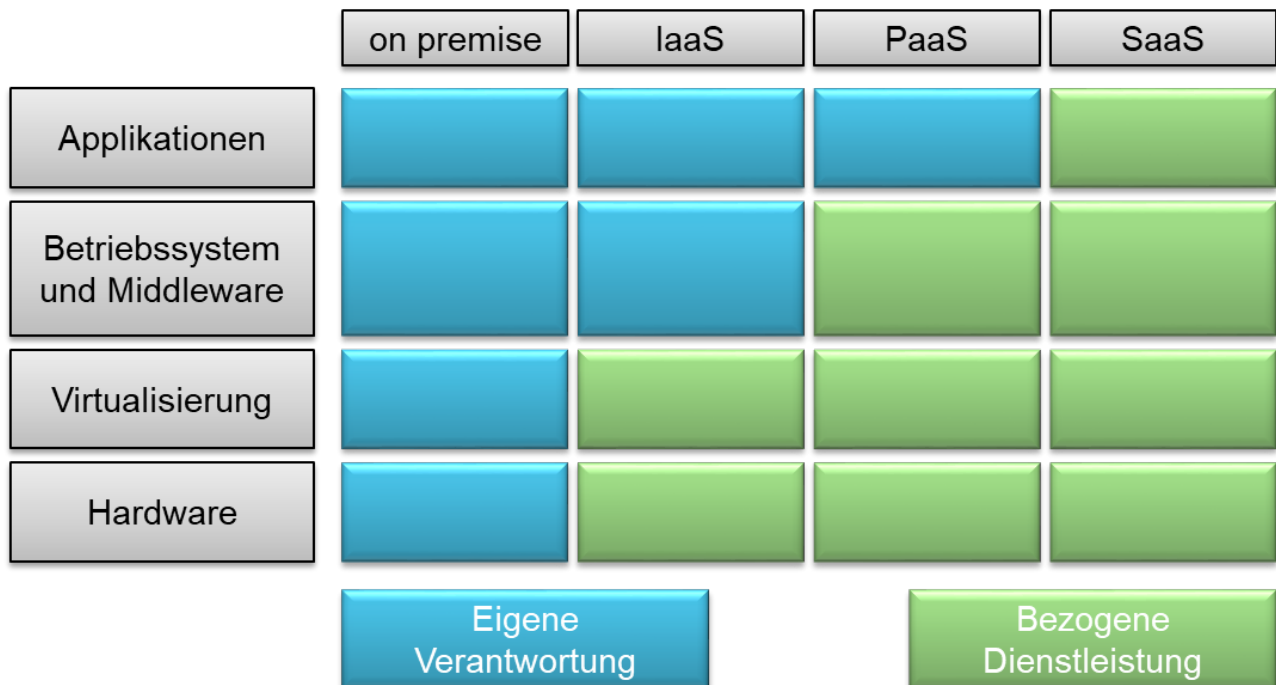 on premise
IaaS
PaaS
SaaS
Applikationen
Betriebssystem
und Middleware
Virtualisierung
Hardware
Eigene
Verantwortung
Bezogene
Dienstleistung